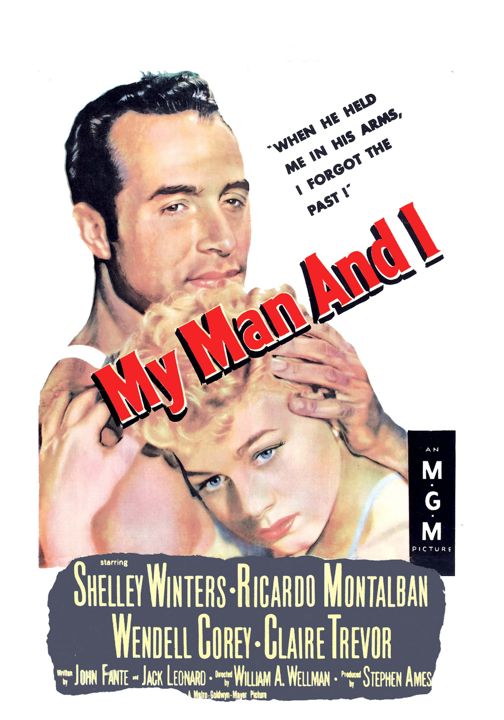 "WHEN HE HELD
ME IN HIS ARMS,
I FORGOT THE
PAST!"
My Man And I
AN
M·G·M
PICTURE
starring
SHELLEY WINTERS·RICARDO MONTALBAN
WENDELL COREY·CLAIRE TREVOR
Written by JOHN FANTE and JACK LEONARD·Directed by WILLIAM A. WELLMAN·Produced by STEPHEN AMES
A Metro-Goldwyn-Mayer Picture